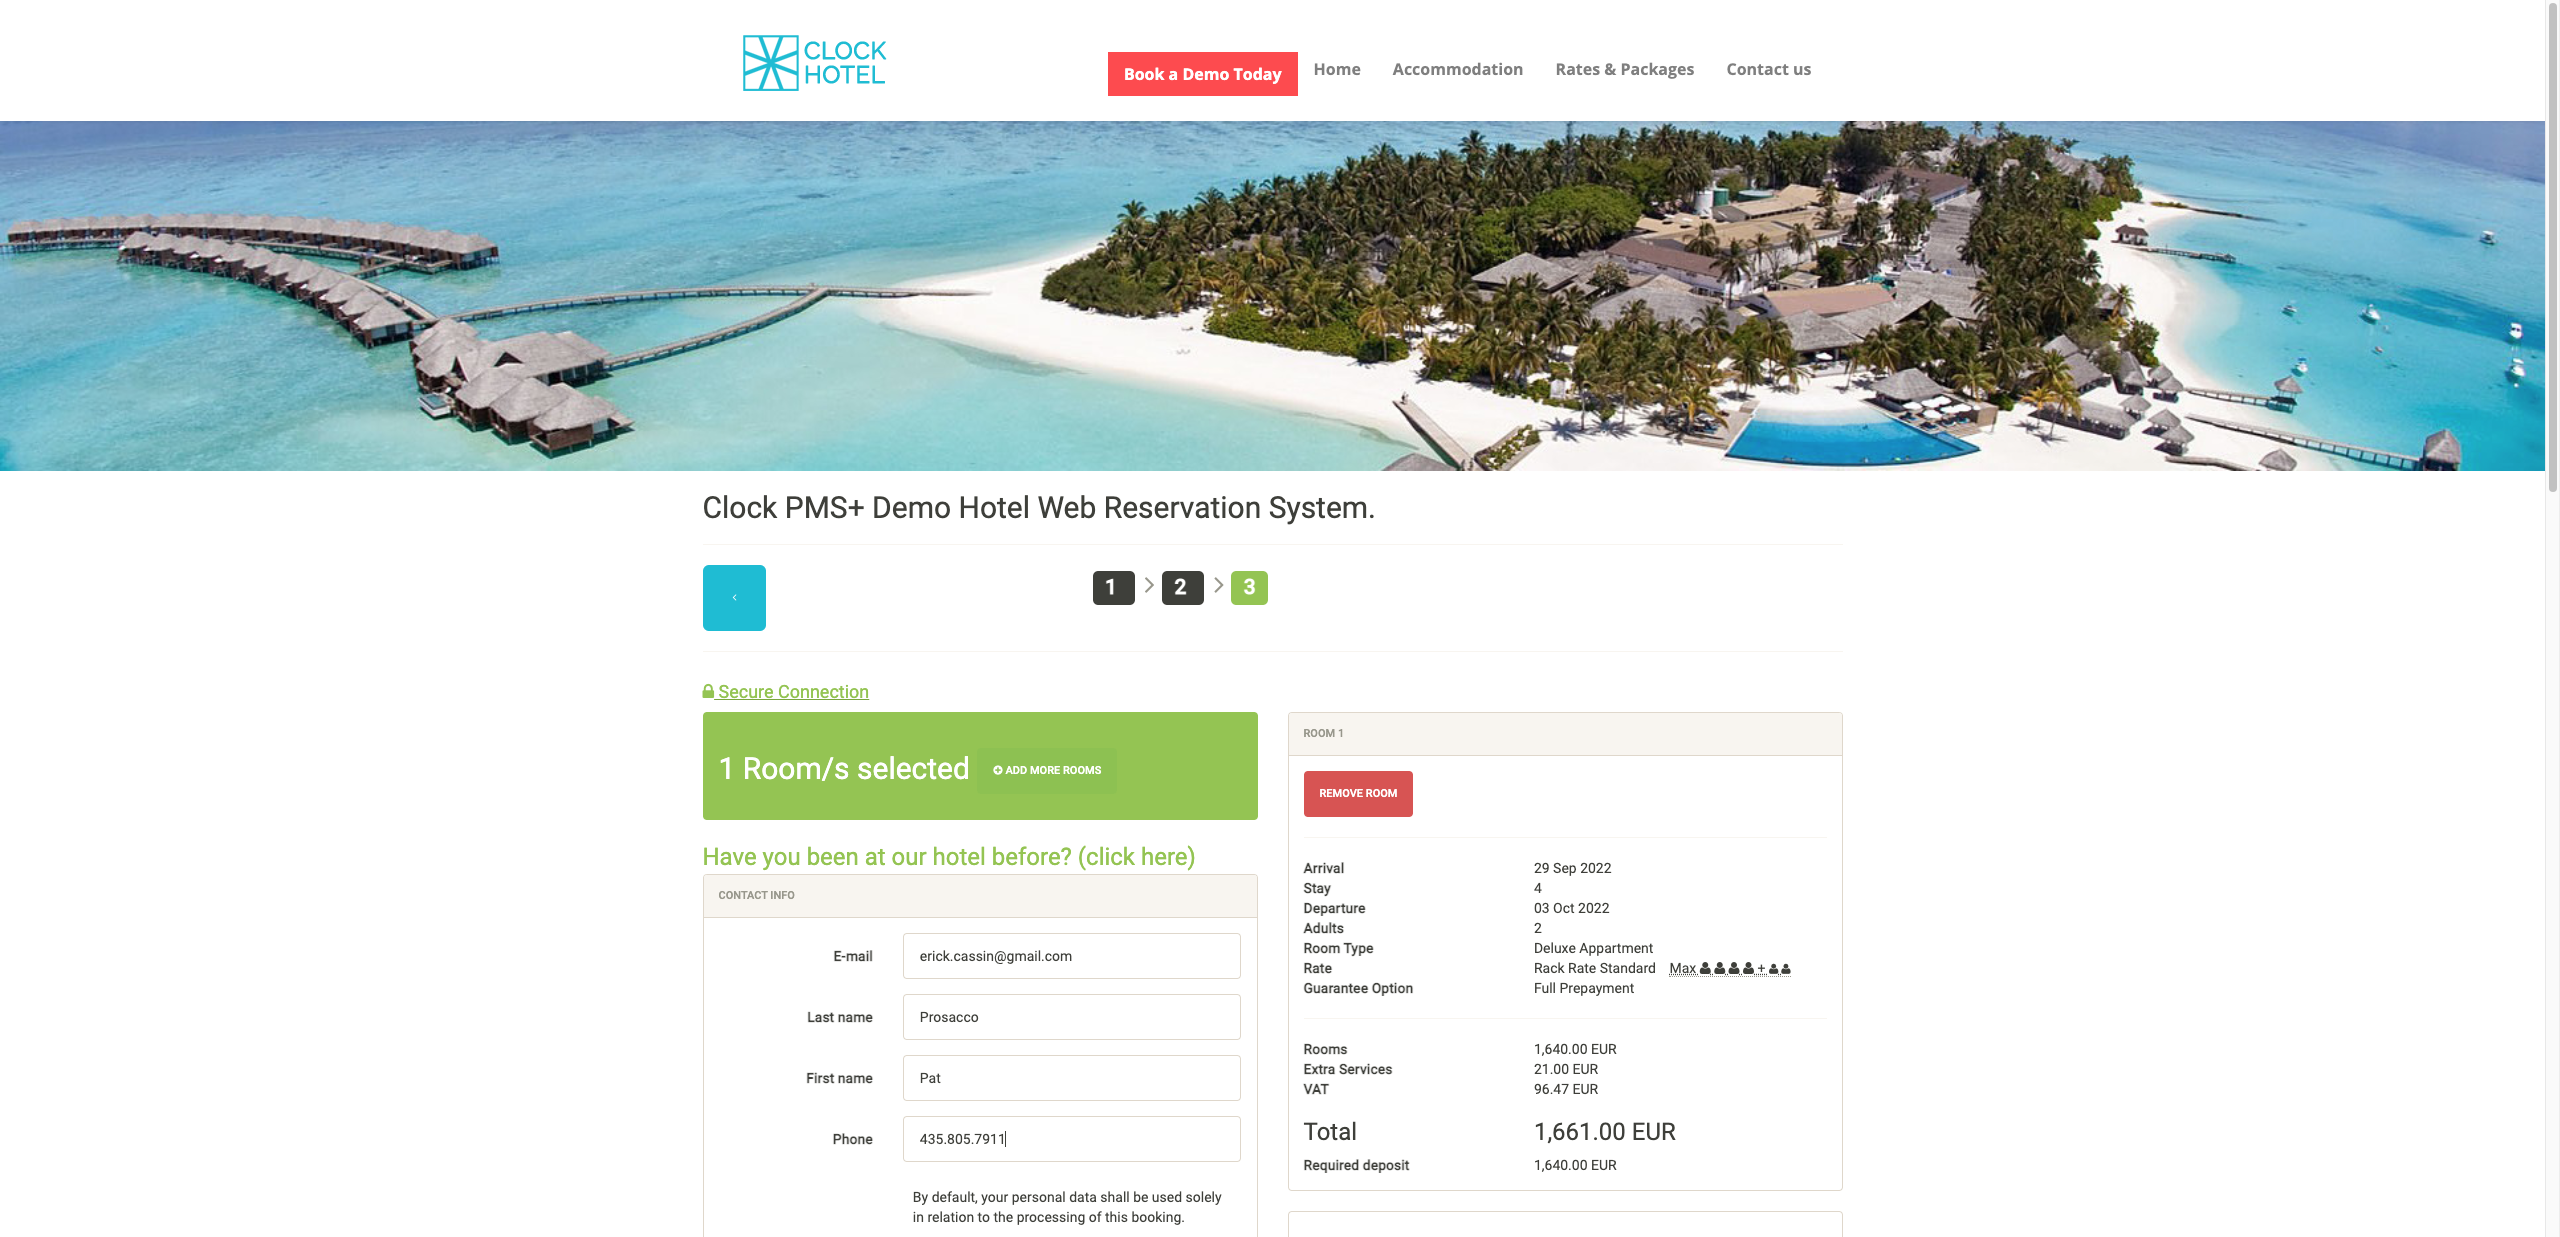 CLOCK
HOTEL
Book a Demo Today
Home
Accommodation
Rates & Packages
Contact us
Clock PMS+ Demo Hotel Web Reservation System.
1
2
3
Secure Connection
1 Room/s selected
ADD MORE ROOMS
Have you been at our hotel before? (click here)
CONTACT INFO
E-mail
erick.cassin@gmail.com
Last name
Prosacco
First name
Pat
Phone
435.805.7911
By default, your personal data shall be used solely
in relation to the processing of this booking.
ROOM 1
REMOVE ROOM
Arrival 29 Sep 2022
Stay 4
Departure 03 Oct 2022
Adults 2
Room Type Deluxe Appartment
Rate Rack Rate Standard Max +
Guarantee Option Full Prepayment
Rooms 1,640.00 EUR
Extra Services 21.00 EUR
VAT 96.47 EUR
Total 1,661.00 EUR
Required deposit 1,640.00 EUR